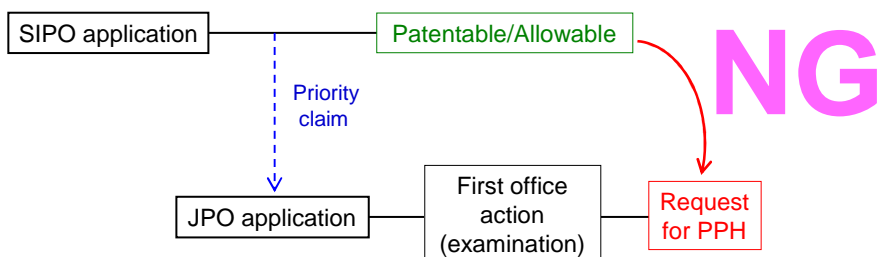 SIPO application
Patentable/Allowable
NG
Priority
claim
JPO application
First office
action
(examination)
Request
for PPH